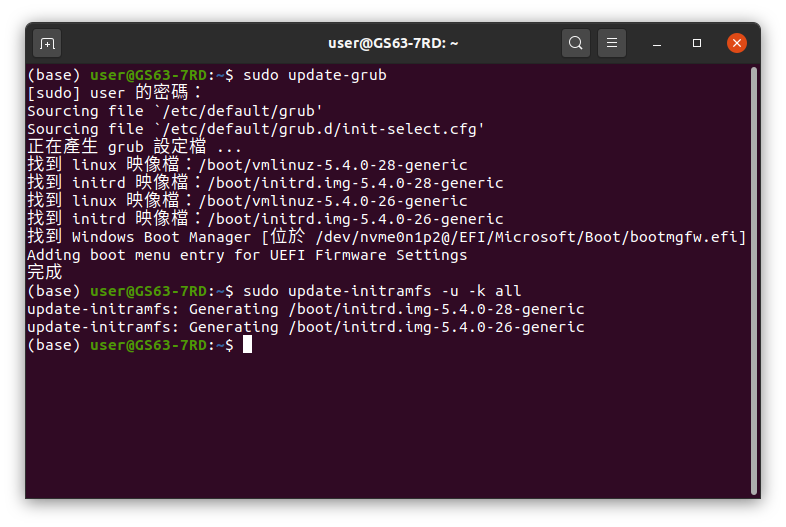 user@GS63-7RD: ~
(base) user@GS63-7RD:~$ sudo update-grub
[sudo] user 的密碼：
Sourcing file `/etc/default/grub'
Sourcing file `/etc/default/grub.d/init-select.cfg'
正在產生 grub 設定檔 ...
找到 linux 映像檔：/boot/vmlinuz-5.4.0-28-generic
找到 initrd 映像檔：/boot/initrd.img-5.4.0-28-generic
找到 linux 映像檔：/boot/vmlinuz-5.4.0-26-generic
找到 initrd 映像檔：/boot/initrd.img-5.4.0-26-generic
找到 Windows Boot Manager [位於 /dev/nvme0n1p2@/EFI/Microsoft/Boot/bootmgfw.efi]
Adding boot menu entry for UEFI Firmware Settings
完成
(base) user@GS63-7RD:~$ sudo update-initramfs -u -k all
update-initramfs: Generating /boot/initrd.img-5.4.0-28-generic
update-initramfs: Generating /boot/initrd.img-5.4.0-26-generic
(base) user@GS63-7RD:~$